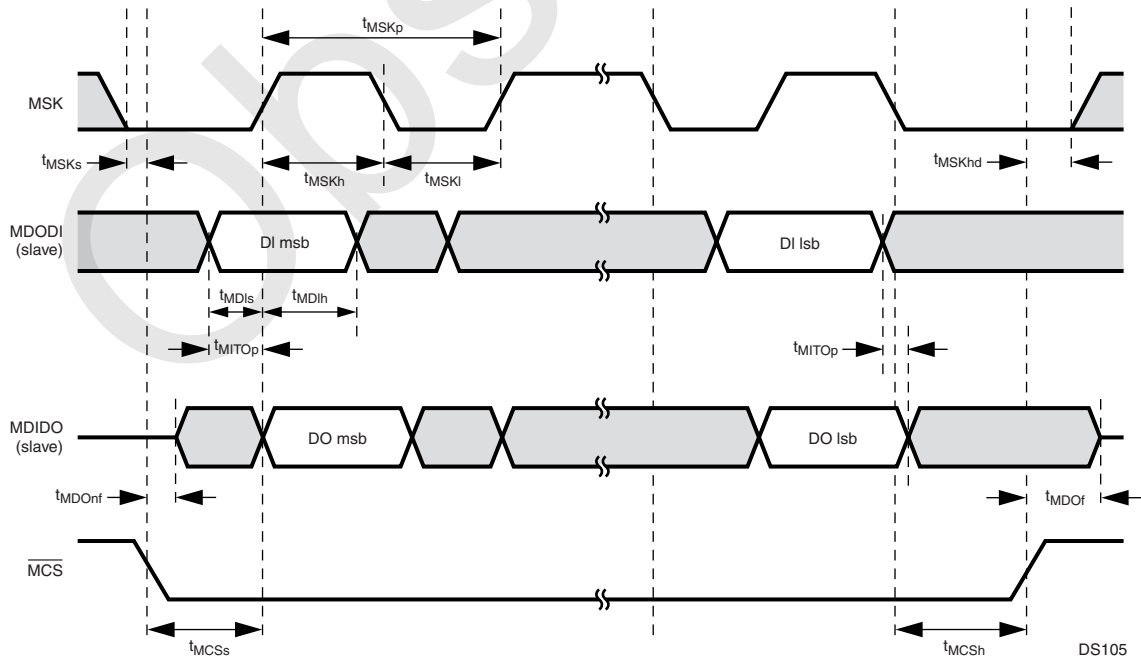 tMSKp
MSK
tMSKs
tMSKh
tMSKl
tMSKhd
MDODI
(slave)
DI msb
DI lsb
tMDIs
tMDIh
tMITOp
tMITOp
MDIDO
(slave)
DO msb
DO lsb
tMDOnf
tMDOf
MCS
tMCSs
tMCSh
DS105
Obs